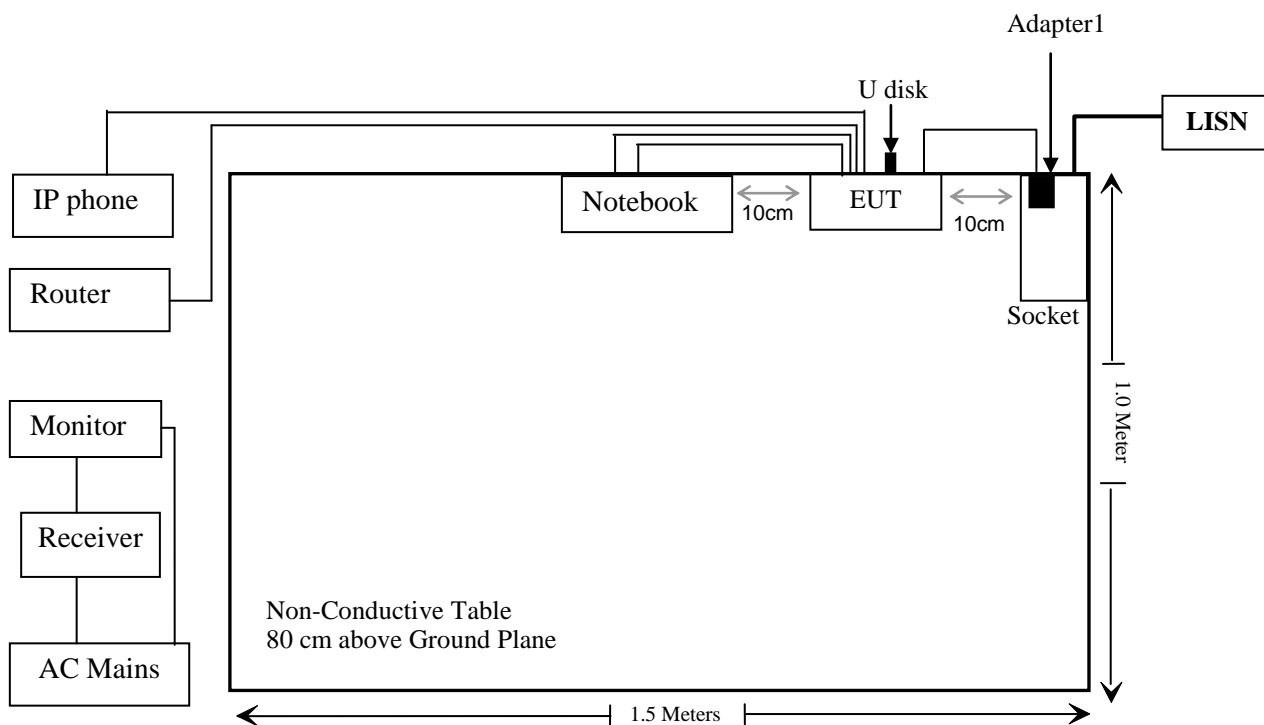 Adapter1
U disk
LISN
IP phone
Notebook
10cm
EUT
10cm
Router
Socket
1.0 Meter
Monitor
Receiver
Non-Conductive Table
80 cm above Ground Plane
AC Mains
1.5 Meters